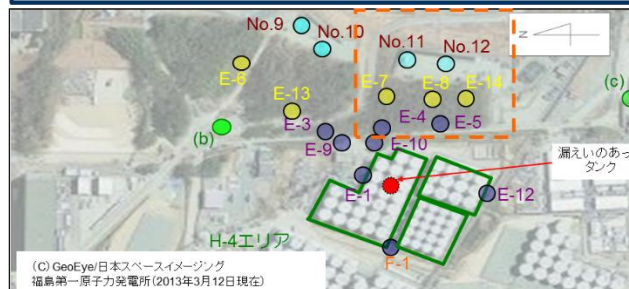 No.9
No.10
No.11
No.12
E-6
E-7
E-8
E-14
(c)
E-13
E-3
E-4
E-5
(b)
E-9
E-10
漏えいのあっ
タンク
E-1
E-12
H-4エリア
F-1
(C) GeoEye/日本スペースイメージング
福島第一原子力発電所(2013年3月12日現在)
N